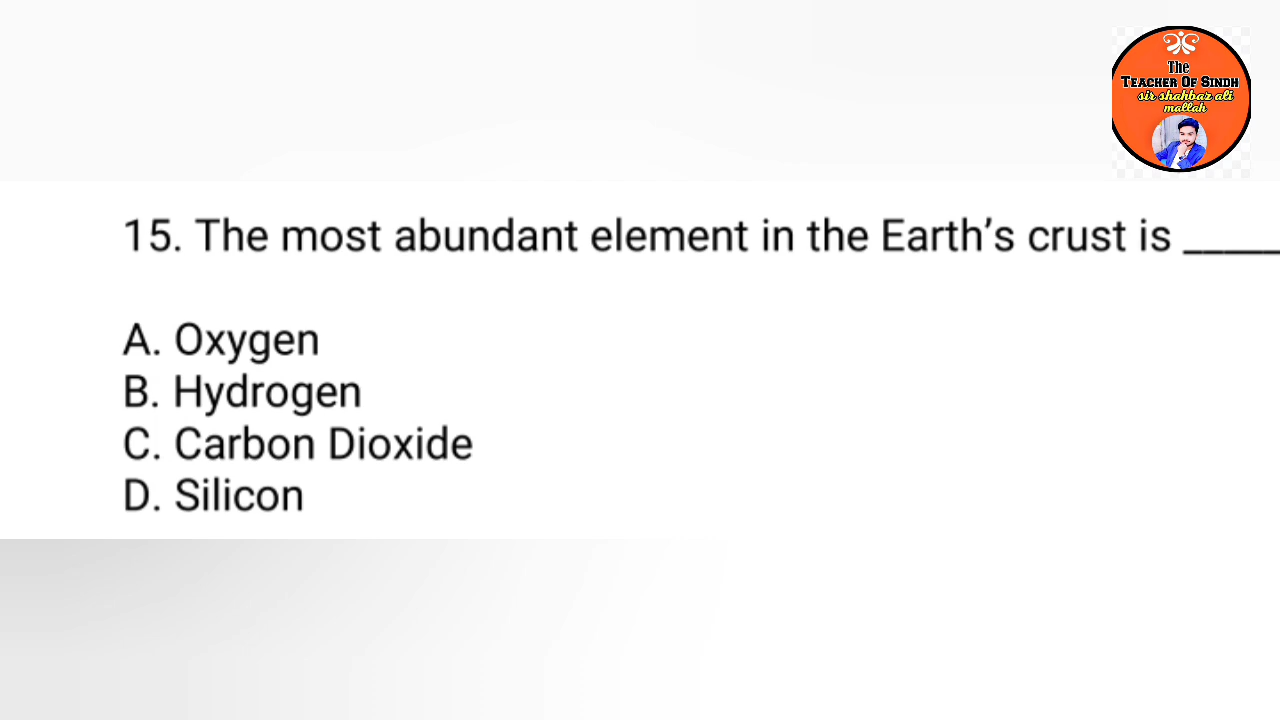 The
TEACHER OF SINDH
sir shahbaz ali
mallah
15. The most abundant element in the Earth’s crust is _____
A. Oxygen
B. Hydrogen
C. Carbon Dioxide
D. Silicon